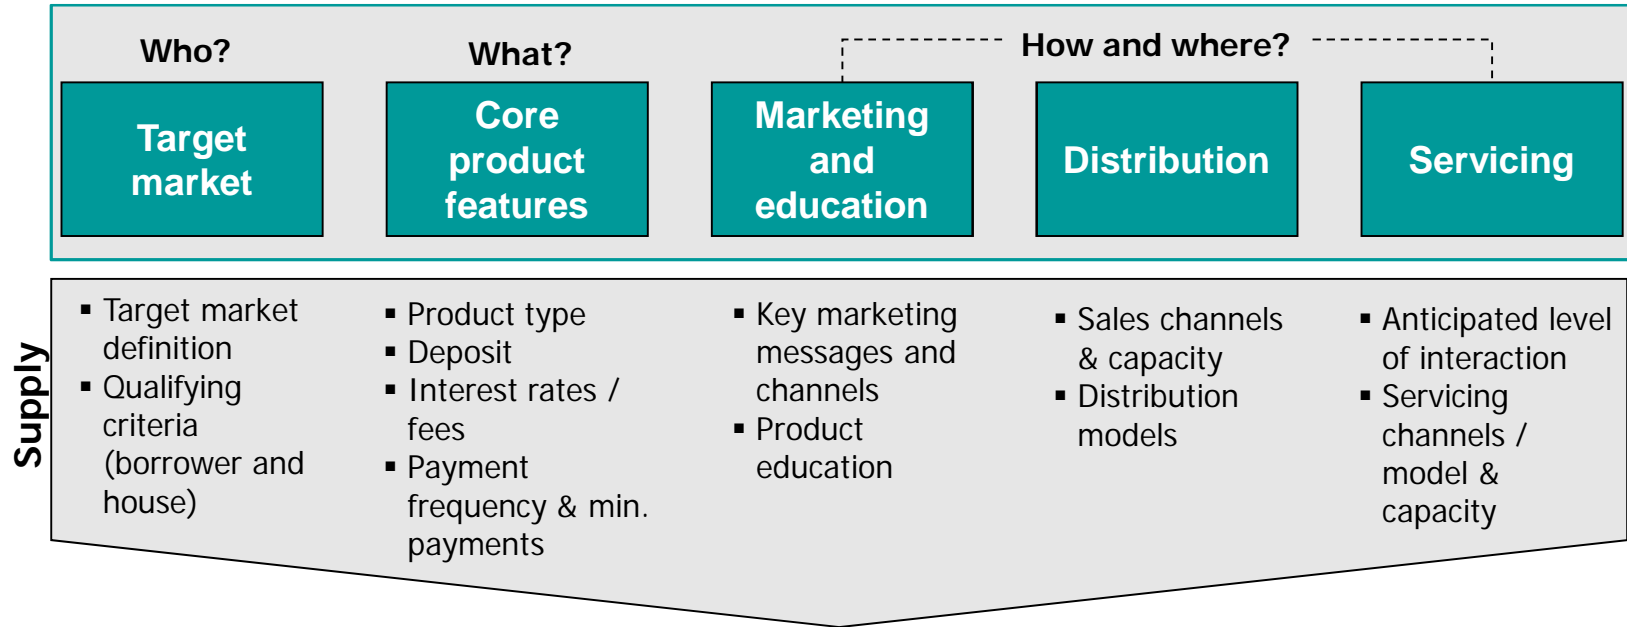 Who?
What?
How and where?
Target
market
Core
product
features
Marketing
and
education
Distribution
Servicing
Supply
▪ Target market
definition
▪ Qualifying
criteria
(borrower and
house)
▪ Product type
▪ Deposit
▪ Interest rates /
fees
▪ Payment
frequency & min.
payments
▪ Key marketing
messages and
channels
▪ Product
education
▪ Sales channels
& capacity
▪ Distribution
models
▪ Anticipated level
of interaction
▪ Servicing
channels /
model &
capacity